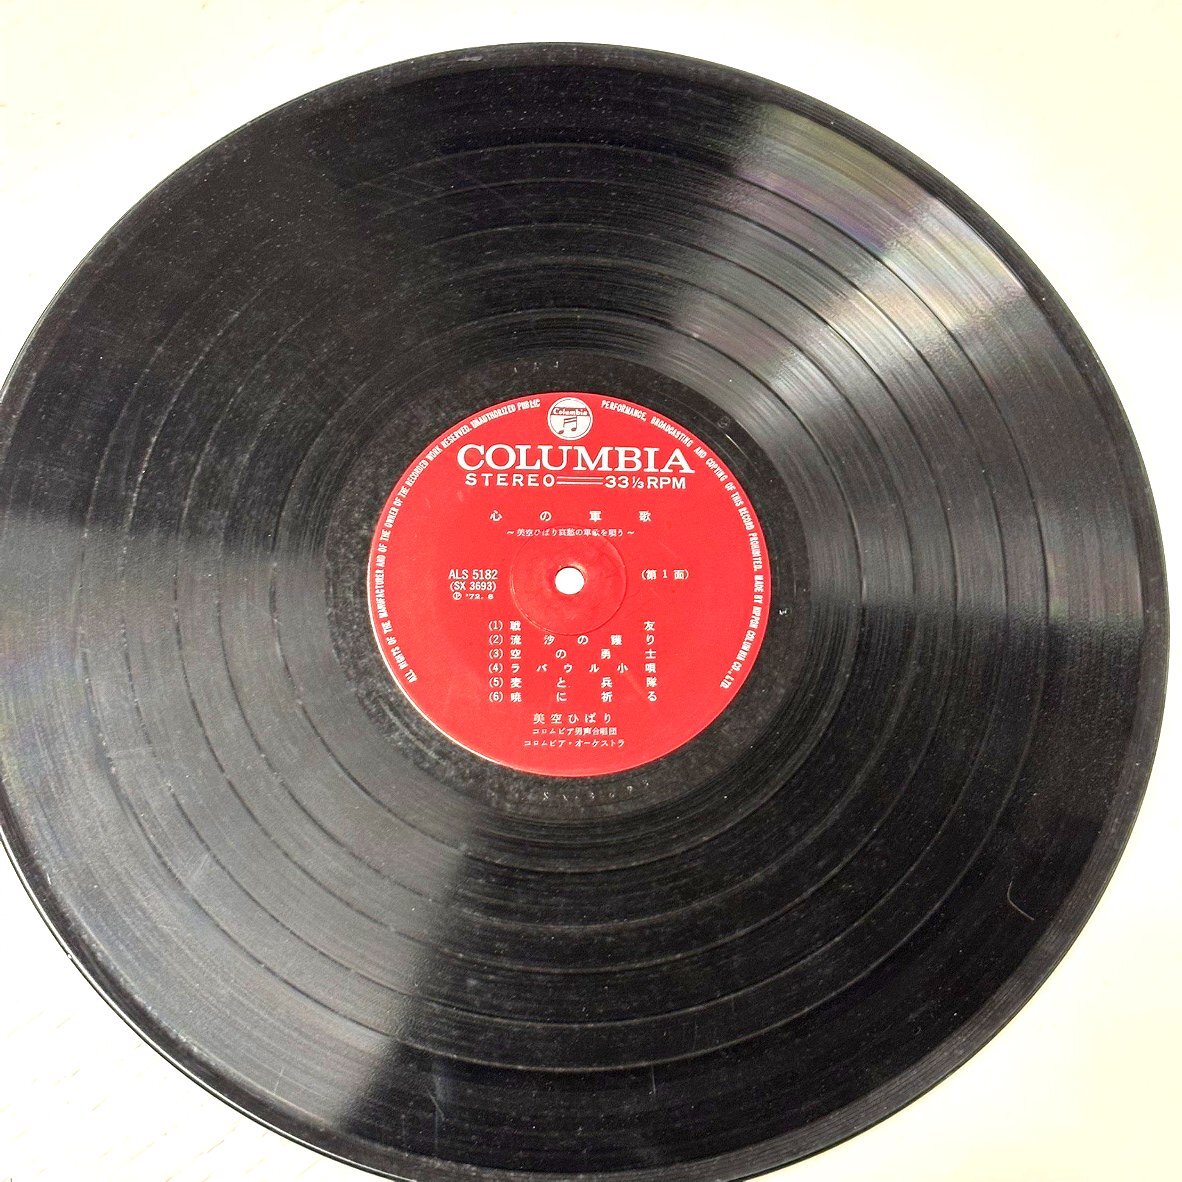 Columbia
COLUMBIA
STEREO 33⅓RPM
心の軍歌
～美空ひばり哀愁の軍歌を唄う～
ALS 5182
(SX 3693)
Ⓟ '72. 8
(第1面)
(1) 戦友
(2) 流沙の護り
(3) 空の勇士
(4) ラバウル小唄
(5) 麦と兵隊
(6) 暁に祈る
美空ひばり
コロムビア男声合唱団
コロムビア・オーケストラ
ALL RIGHTS OF THE MANUFACTURER AND OF THE OWNER OF THE RECORDED WORK RESERVED. UNAUTHORIZED PUBLIC PERFORMANCE, BROADCASTING AND COPYING OF THIS RECORD PROHIBITED. MADE BY NIPPON COLUMBIA CO., LTD.